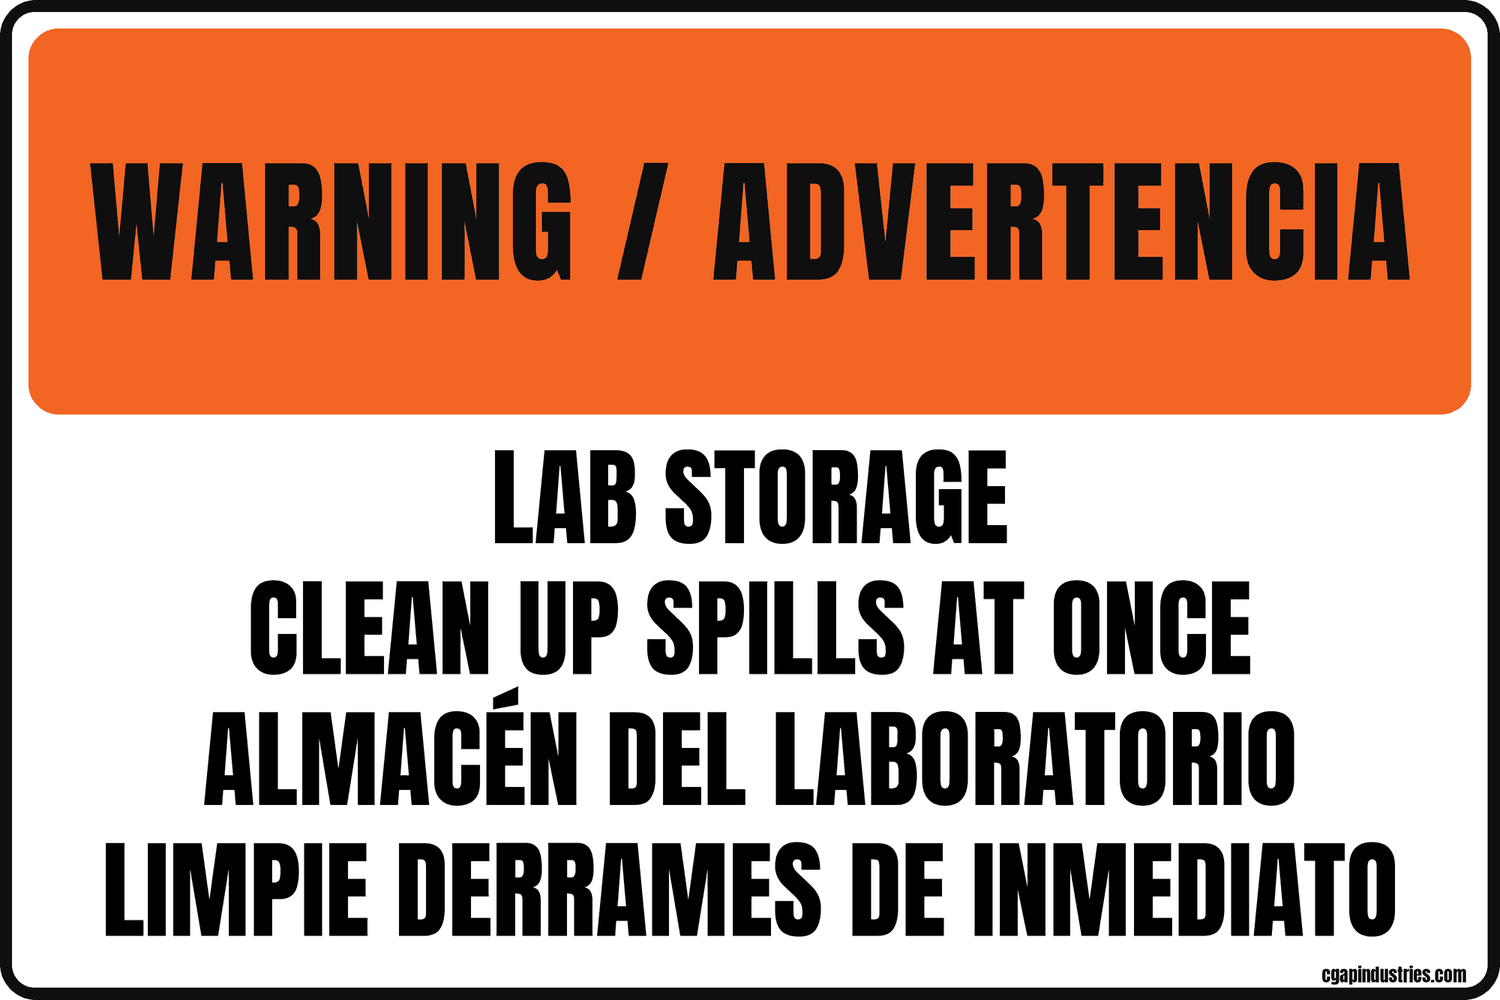 WARNING / ADVERTENCIA
LAB STORAGE
CLEAN UP SPILLS AT ONCE
ALMACÉN DEL LABORATORIO
LIMPIE DERRAMES DE INMEDIATO
cgapindustries.com